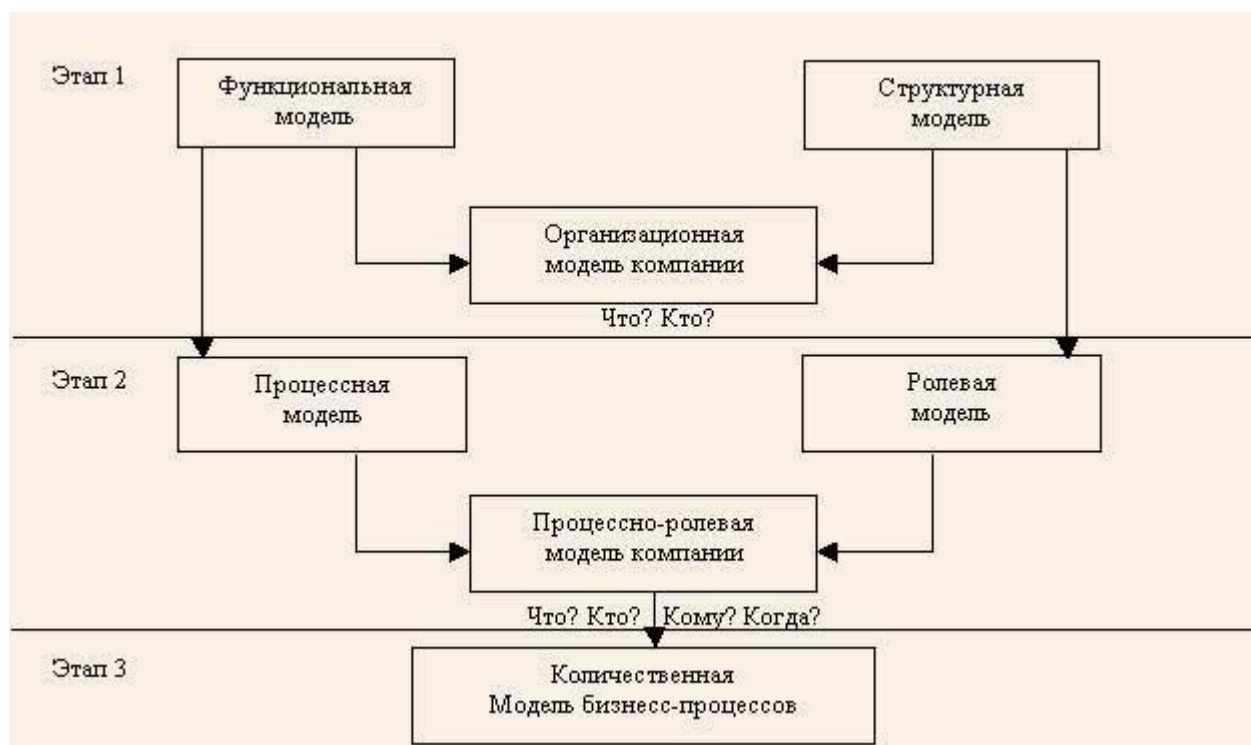 Этап 1
Функциональная
модель
Структурная
модель
Организационная
модель компании
Что? Кто?
Этап 2
Процессная
модель
Ролевая
модель
Процессно-ролевая
модель компании
Что? Кто? Кому? Когда?
Этап 3
Количественная
Модель бизнесс-процессов